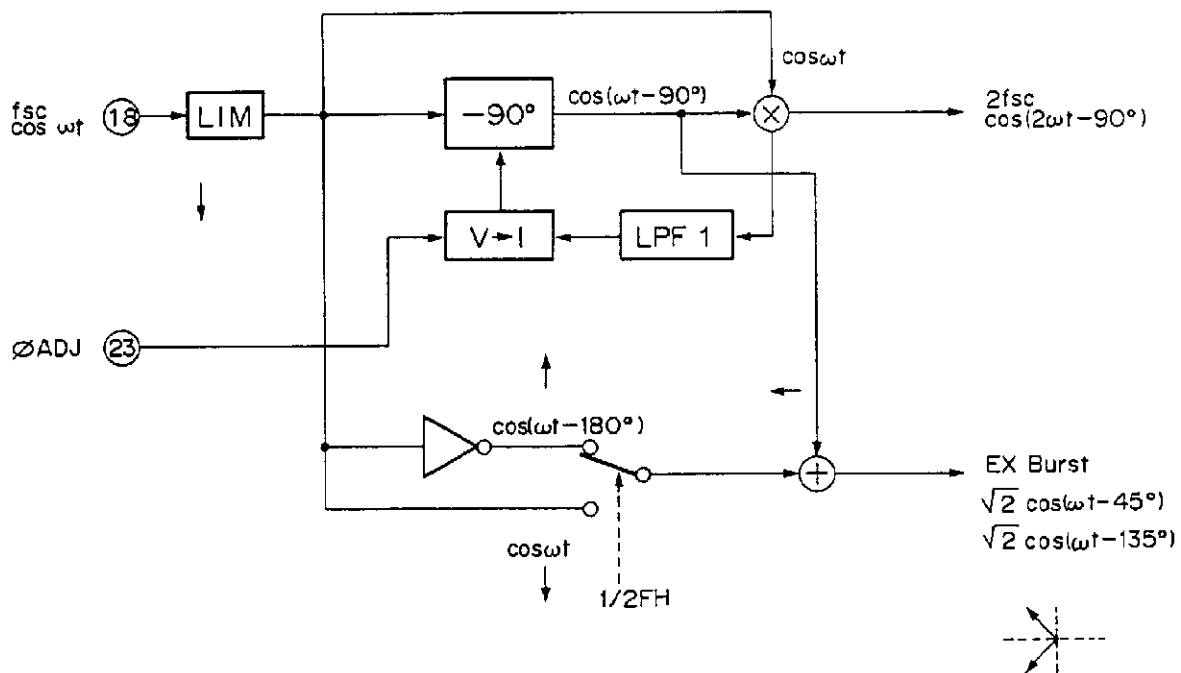 cosωt
fsc
cos ωt
18
LIM
-90°
cos(ωt-90°)
×
2fsc
cos(2ωt-90°)
V→I
LPF 1
ØADJ
23
cos(ωt-180°)
+
EX Burst
√2 cos(ωt-45°)
√2 cos(ωt-135°)
cosωt
1/2FH